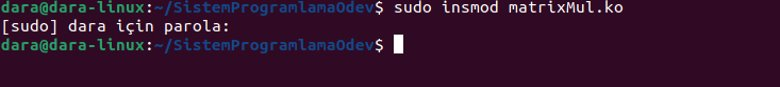 dara@dara-linux:~/SistemProgramlamaOdev$ sudo insmod matrixMul.ko
[sudo] dara için parola:
dara@dara-linux:~/SistemProgramlamaOdev$